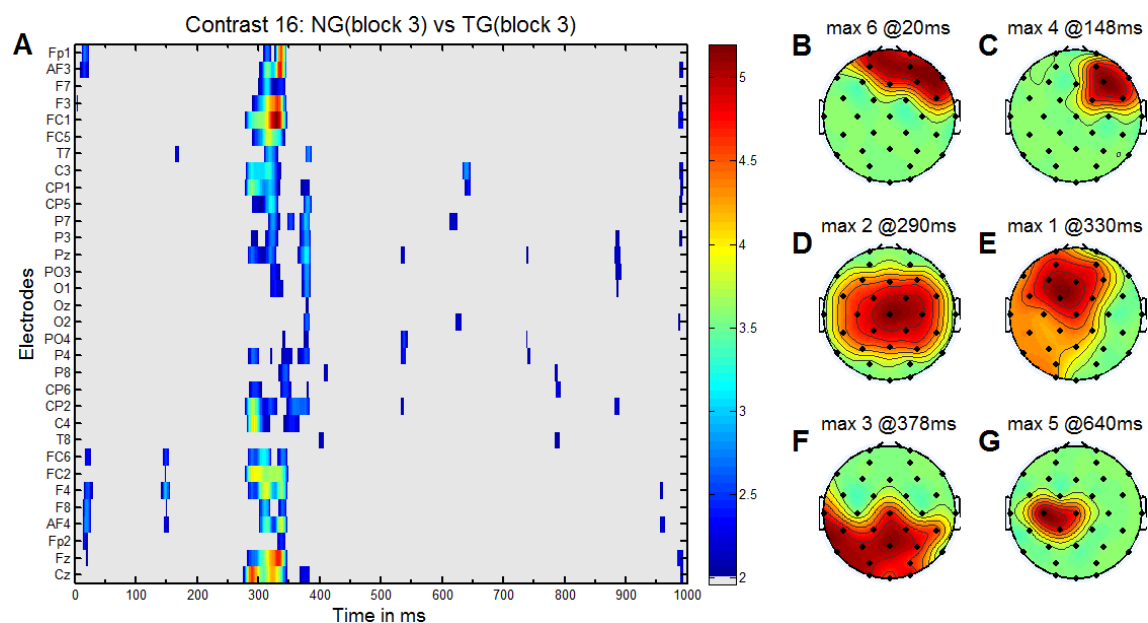 Contrast 16: NG(block 3) vs TG(block 3)
A
Electrodes
Fp1
AF3
F7
F3
FC1
FC5
T7
C3
CP1
CP5
P7
P3
Pz
PO3
O1
Oz
O2
PO4
P4
P8
CP6
CP2
C4
T8
FC6
FC2
F4
F8
AF4
Fp2
Fz
Cz
0 100 200 300 400 500 600 700 800 900 1000
Time in ms
5
4.5
4
3.5
3
2.5
2
B
max 6 @20ms
C
max 4 @148ms
D
max 2 @290ms
E
max 1 @330ms
F
max 3 @378ms
G
max 5 @640ms